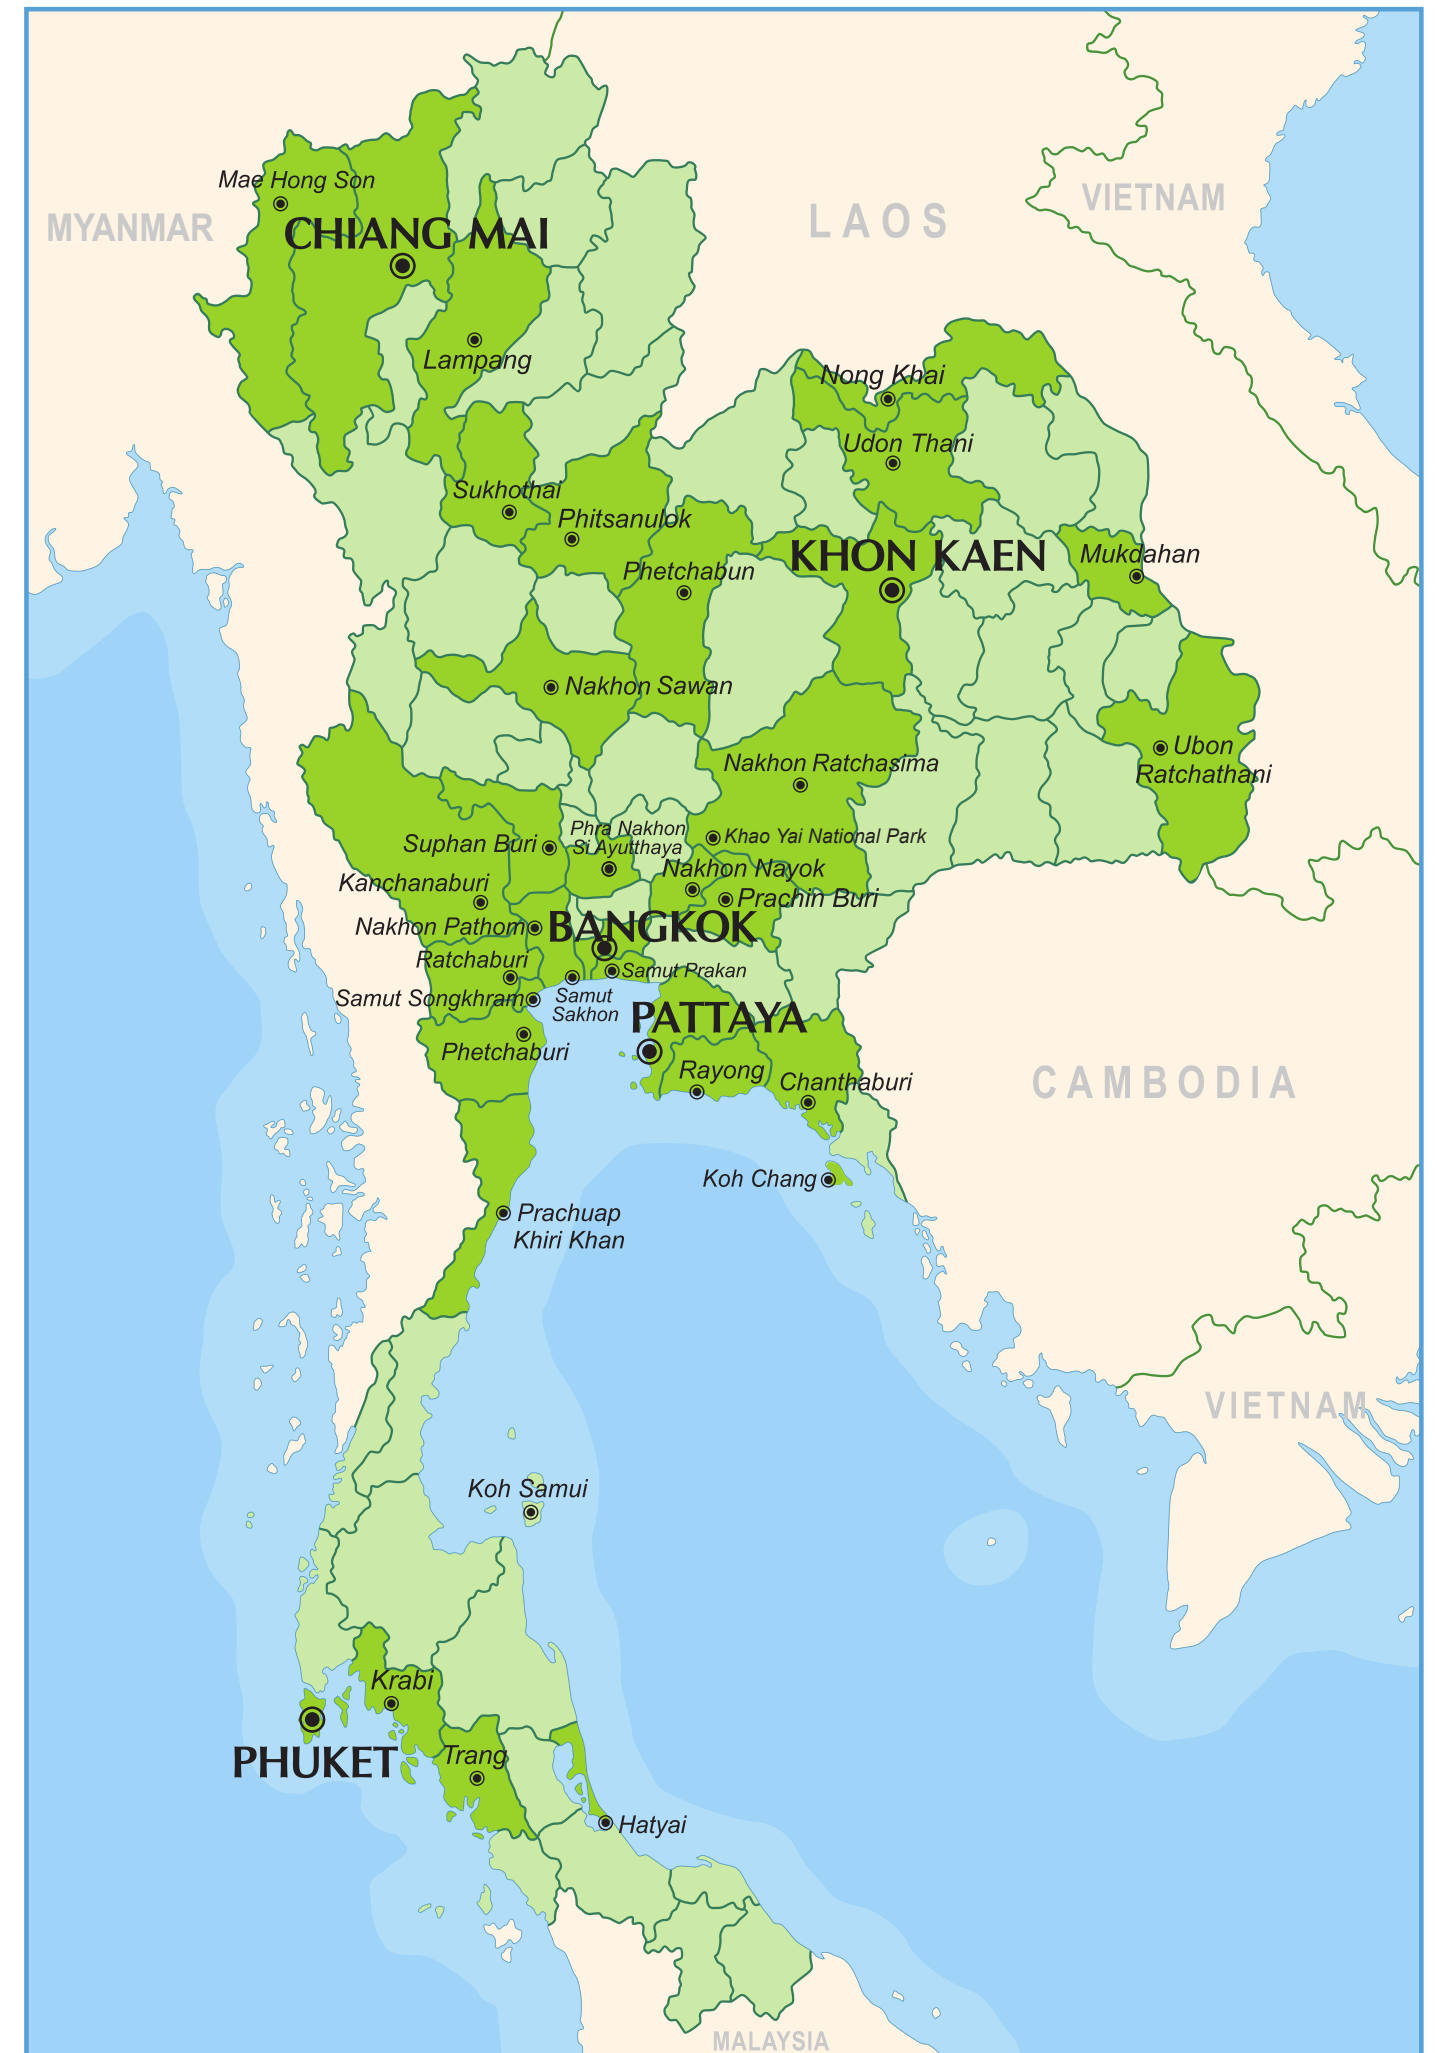 Mae Hong Son
MYANMAR
CHIANG MAI
LAOS
VIETNAM
Lampang
Nong Khai
Udon Thani
Sukhothai
Phitsanulok
KHON KAEN
Mukdahan
Phetchabun
Nakhon Sawan
Ubon
Ratchathani
Nakhon Ratchasima
Phra Nakhon
Si Ayutthaya
Khao Yai National Park
Suphan Buri
Nakhon Nayok
Kanchanaburi
Prachin Buri
Nakhon Pathom
BANGKOK
Ratchaburi
Samut Prakan
Samut Songkhram
Samut
Sakhon
PATTAYA
Phetchaburi
Rayong
Chanthaburi
CAMBODIA
Koh Chang
Prachuap
Khiri Khan
VIETNAM
Koh Samui
Krabi
PHUKET
Trang
Hatyai
MALAYSIA